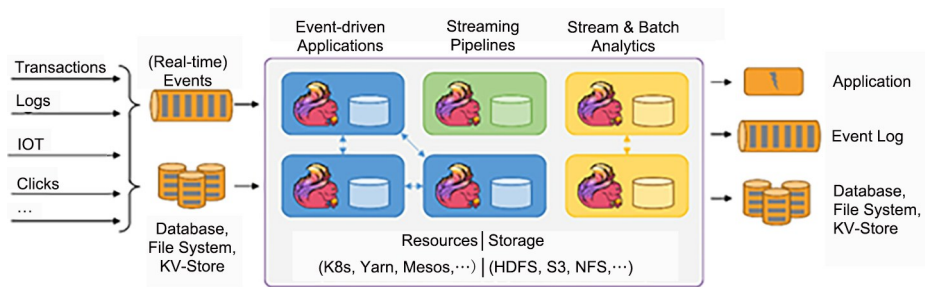 Event-driven
Applications
Streaming
Pipelines
Stream & Batch
Analytics
Transactions
Logs
IOT
Clicks
...
(Real-time)
Events
Database,
File System,
KV-Store
Resources | Storage
(K8s, Yarn, Mesos,···) | (HDFS, S3, NFS,···)
Application
Event Log
Database,
File System,
KV-Store